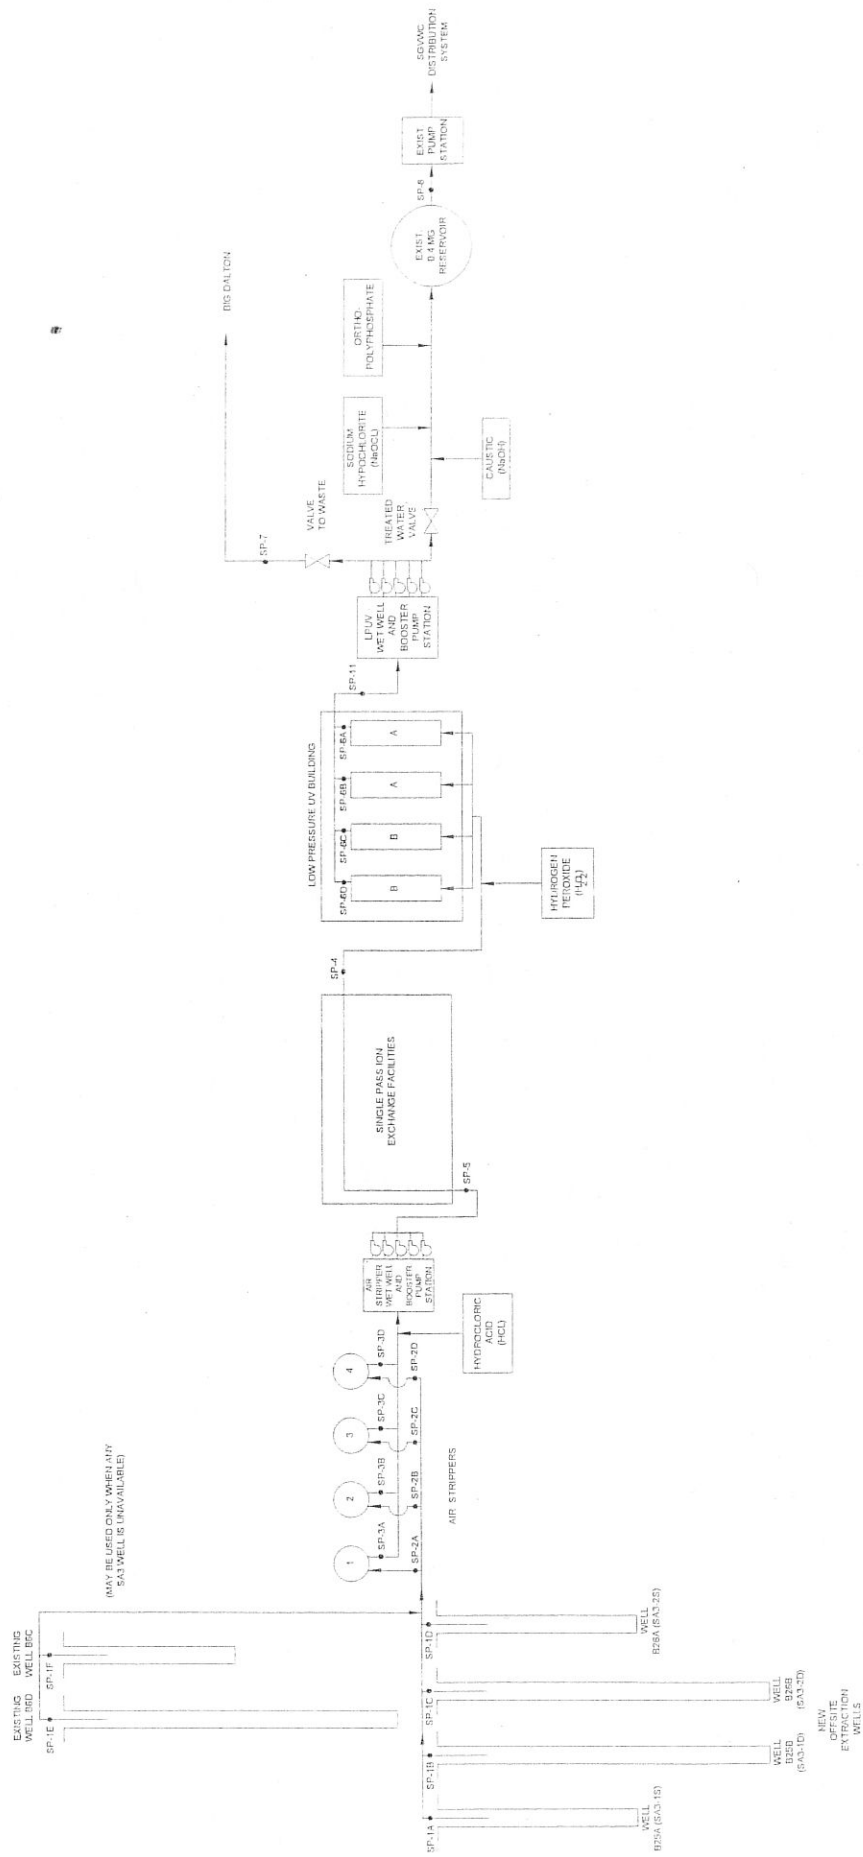 EXISTING
WELL B6D
EXISTING
WELL B6C
SP-1E
SP-1F
(MAY BE USED ONLY WHEN ANY
SA3 WELL IS UNAVAILABLE)
SP-1A
SP-1B
SP-1C
SP-1D
WELL
B25A (SA3-1S)
WELL
B25B
(SA3-1D)
WELL
B26B
(SA3-2D)
WELL
B26A (SA3-2S)
NEW
OFFSITE
EXTRACTION
WELLS
1
2
3
4
SP-3A
SP-3B
SP-3C
SP-3D
SP-2A
SP-2B
SP-2C
SP-2D
AIR STRIPPERS
HYDROCLORIC
ACID
(HCL)
AIR
STRIPPER
WET WELL
AND
BOOSTER
PUMP
STATION
SP-5
SINGLE PASS ION
EXCHANGE FACILITIES
SP-4
HYDROGEN
PEROXIDE
(H2O2)
LOW PRESSURE UV BUILDING
SP-6D
SP-6C
SP-6B
SP-6A
B
B
A
A
SP-11
LPUV
WET WELL
AND
BOOSTER
PUMP
STATION
VALVE
TO WASTE
SP-7
BIG DALTON
TREATED
WATER
VALVE
SODIUM
HYPOCHLORITE
(NaOCL)
CAUSTIC
(NaOH)
ORTHO-
POLYPHOSPHATE
EXIST.
0.4 MG
RESERVOIR
SP-8
EXIST.
PUMP
STATION
SGVWC
DISTRIBUTION
SYSTEM